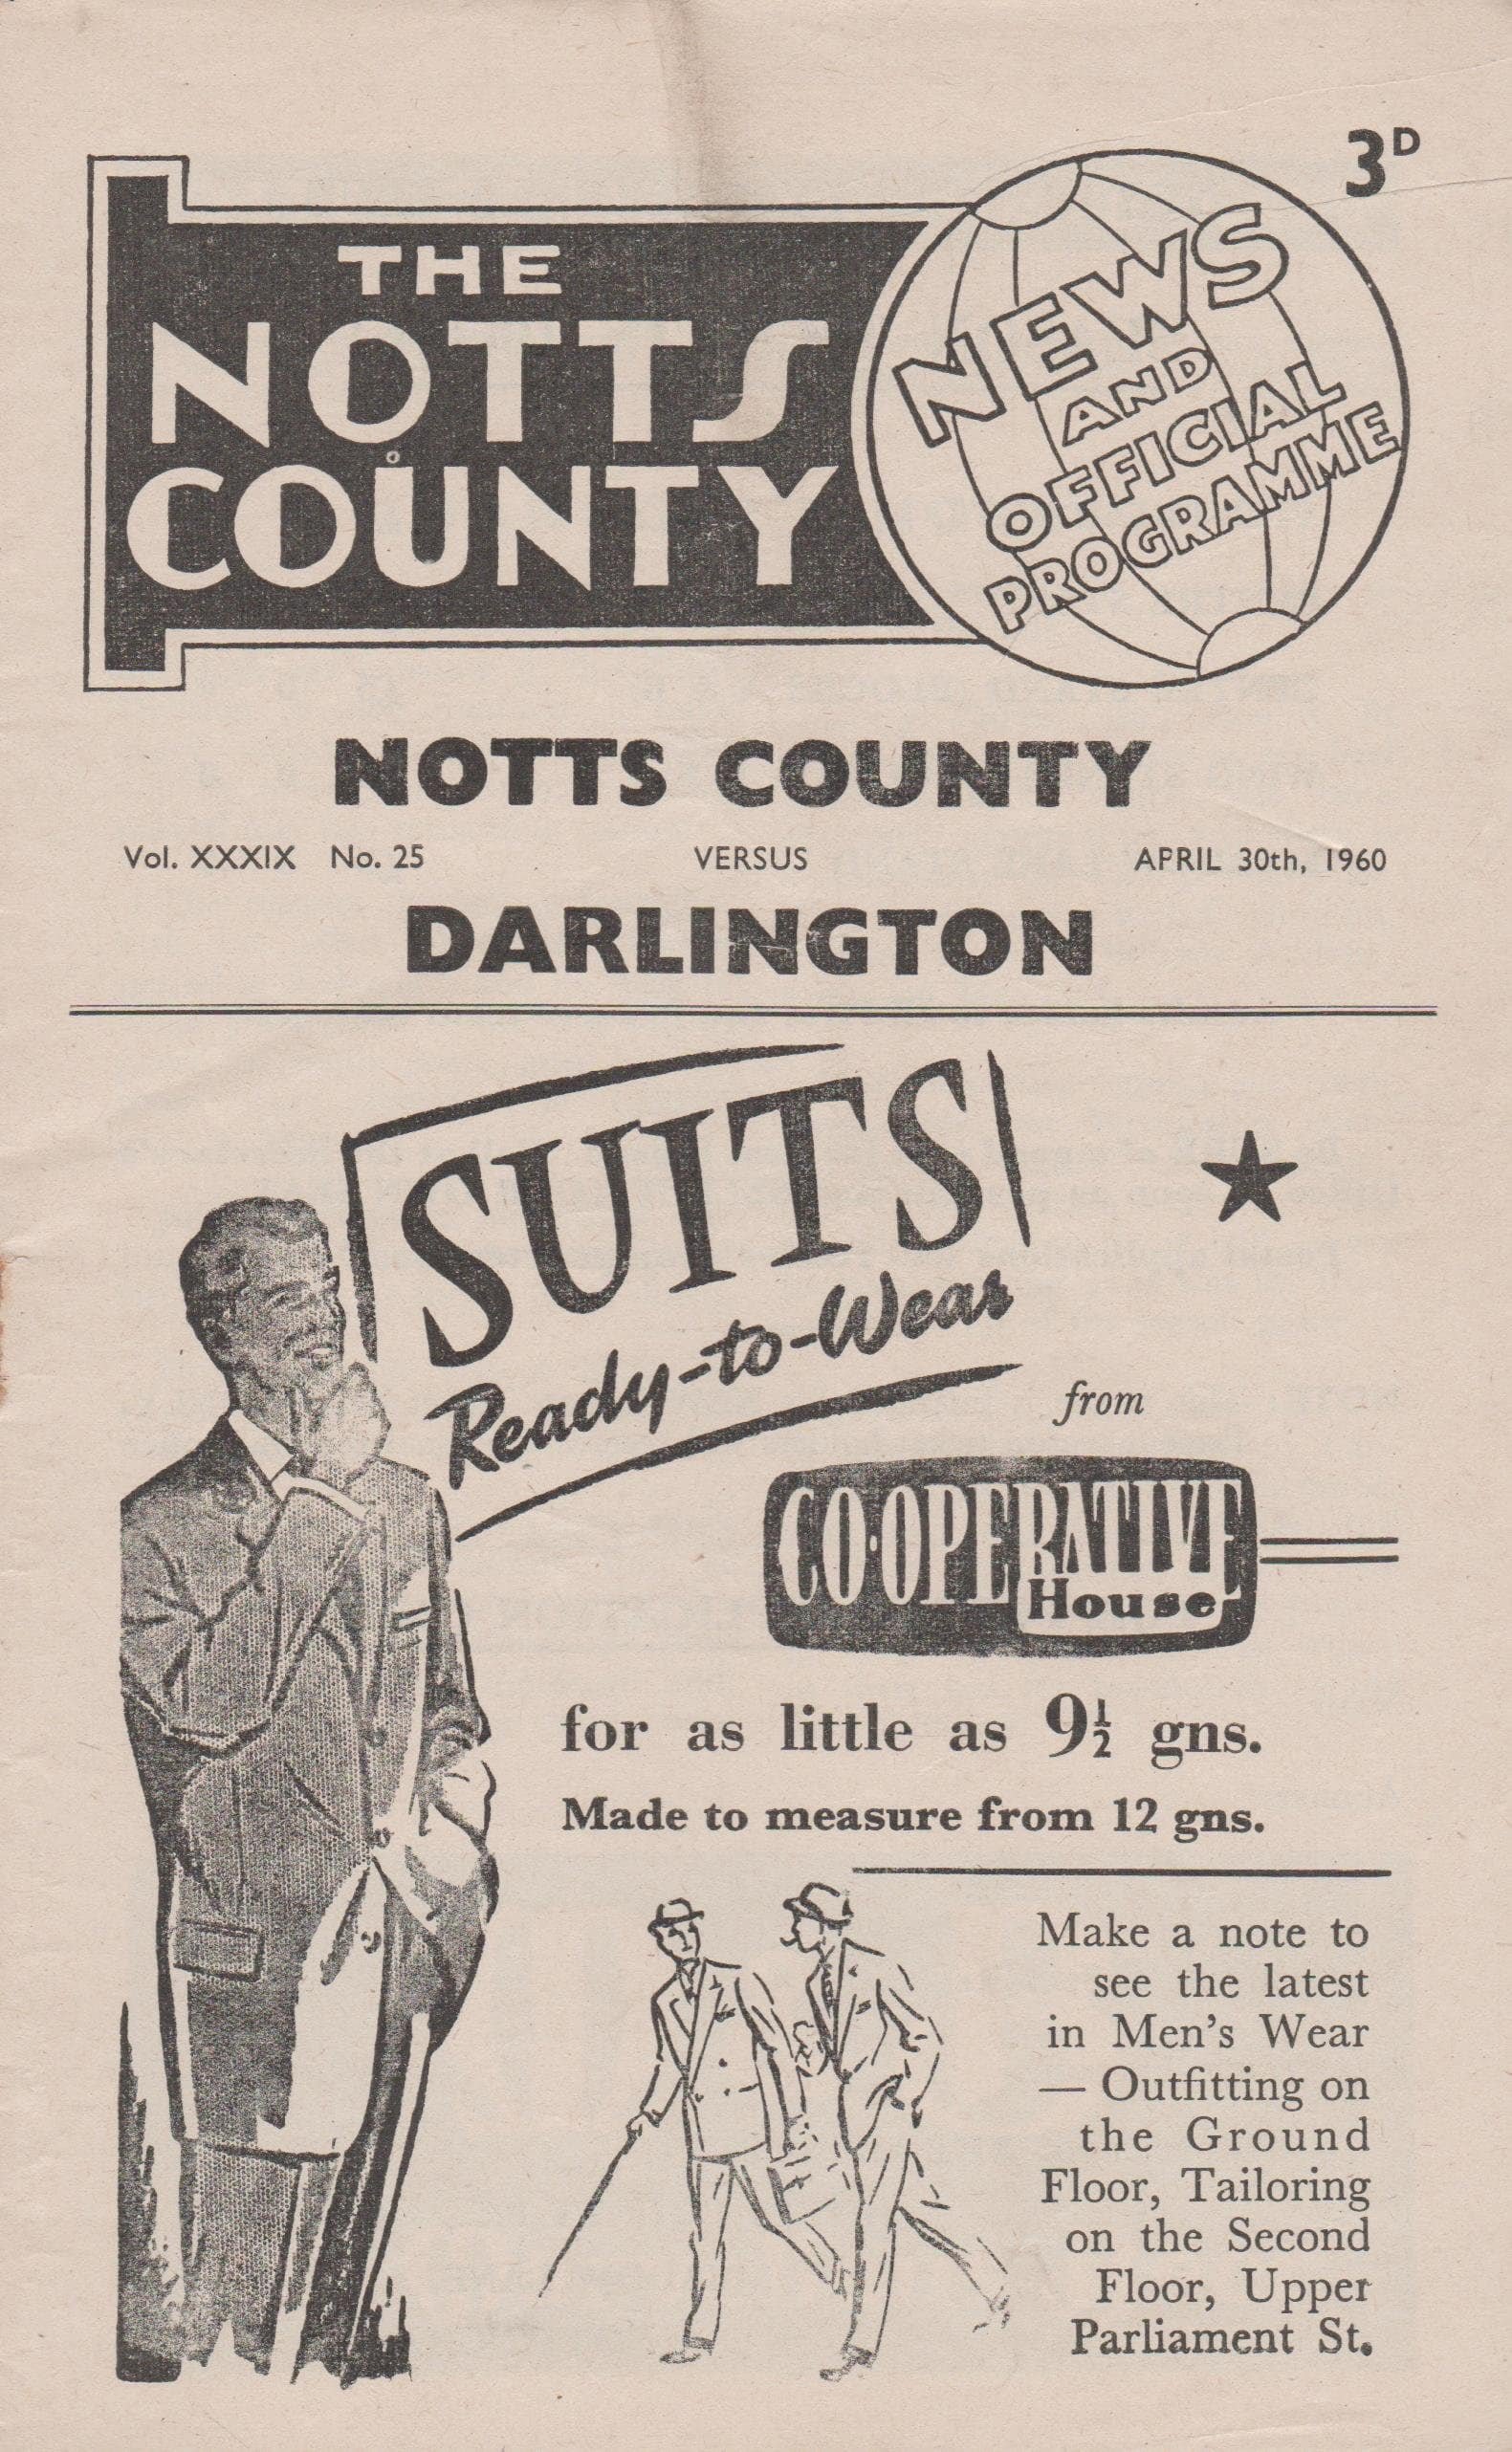 3D
THE
NOTTS
COUNTY
NEWS
AND
OFFICIAL
PROGRAMME
NOTTS COUNTY
Vol. XXXIX No. 25 VERSUS APRIL 30th, 1960
DARLINGTON
SUITS
Ready-to-Wear
from
CO·OPERATIVE
House
for as little as 9½ gns.
Made to measure from 12 gns.
Make a note to
see the latest
in Men's Wear
— Outfitting on
the Ground
Floor, Tailoring
on the Second
Floor, Upper
Parliament St.